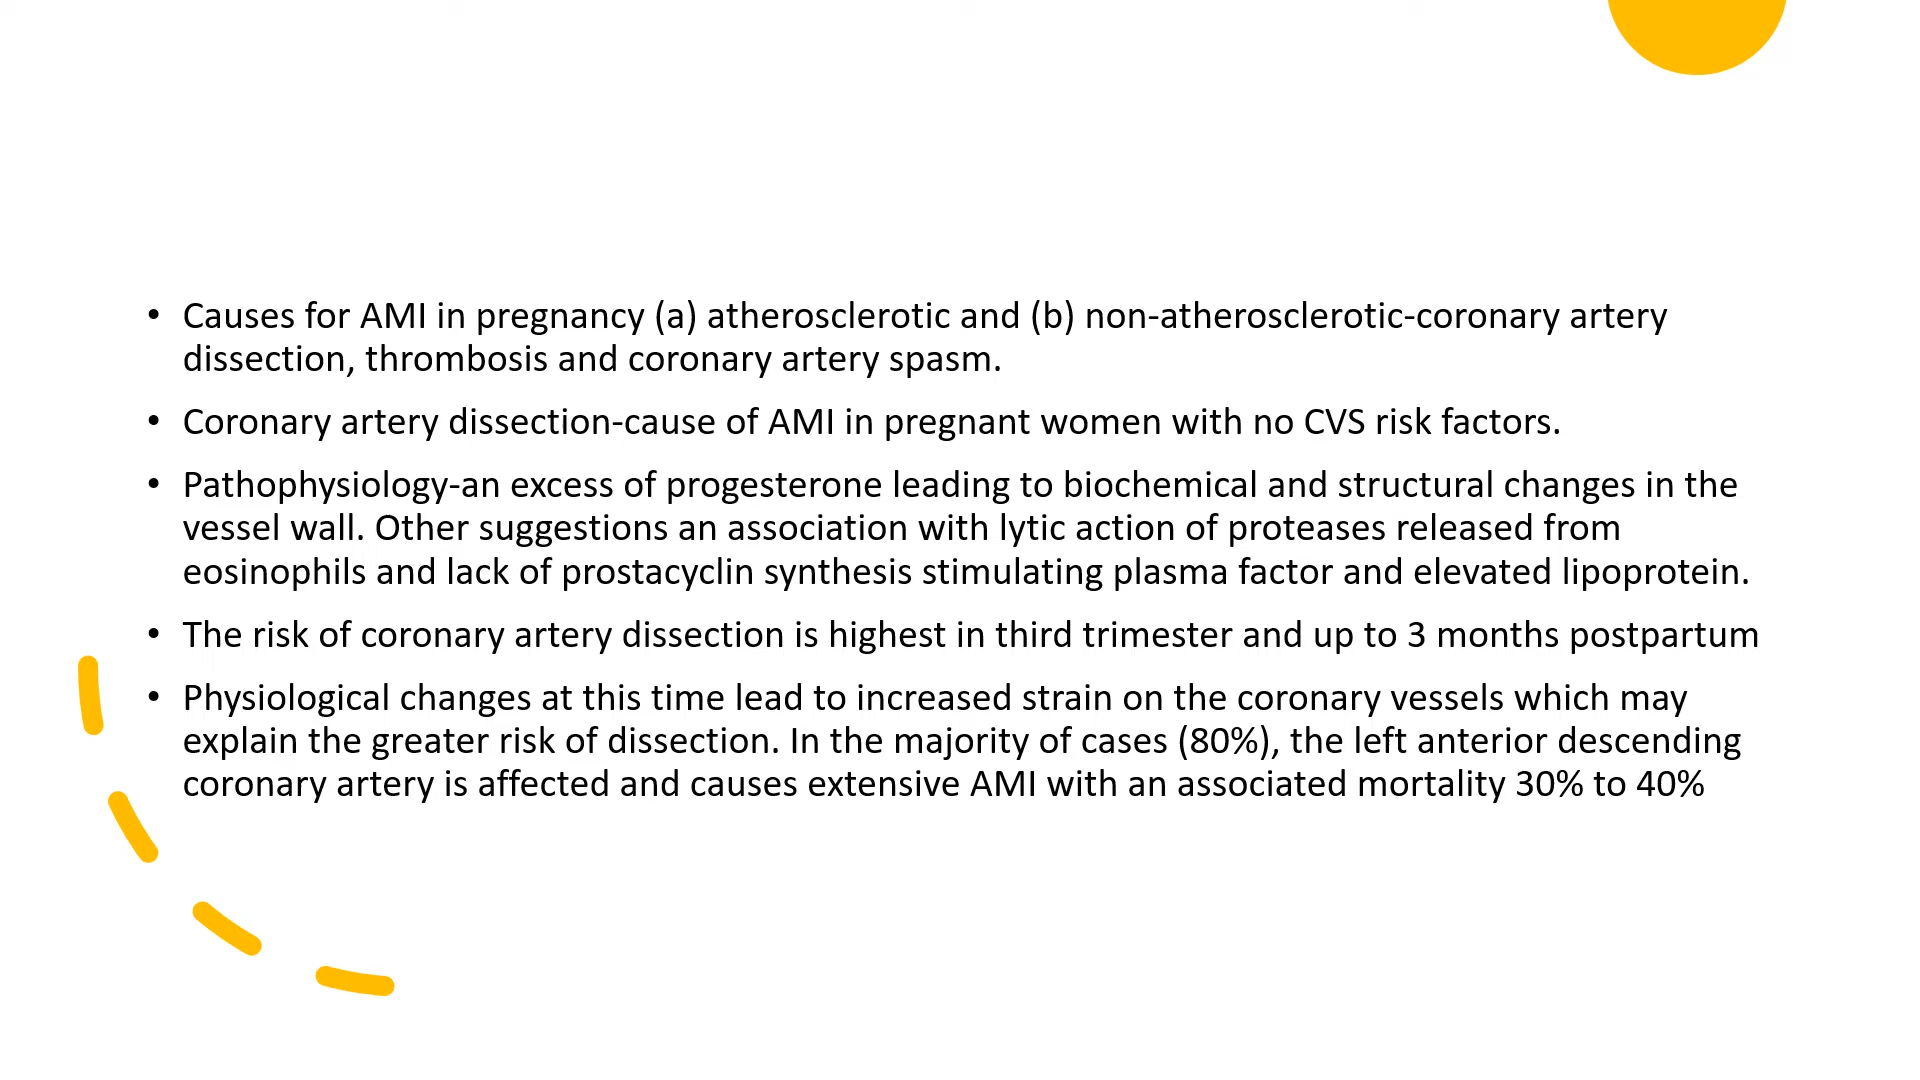 • Causes for AMI in pregnancy (a) atherosclerotic and (b) non-atherosclerotic-coronary artery
dissection, thrombosis and coronary artery spasm.
• Coronary artery dissection-cause of AMI in pregnant women with no CVS risk factors.
• Pathophysiology-an excess of progesterone leading to biochemical and structural changes in the
vessel wall. Other suggestions an association with lytic action of proteases released from
eosinophils and lack of prostacyclin synthesis stimulating plasma factor and elevated lipoprotein.
• The risk of coronary artery dissection is highest in third trimester and up to 3 months postpartum
• Physiological changes at this time lead to increased strain on the coronary vessels which may
explain the greater risk of dissection. In the majority of cases (80%), the left anterior descending
coronary artery is affected and causes extensive AMI with an associated mortality 30% to 40%